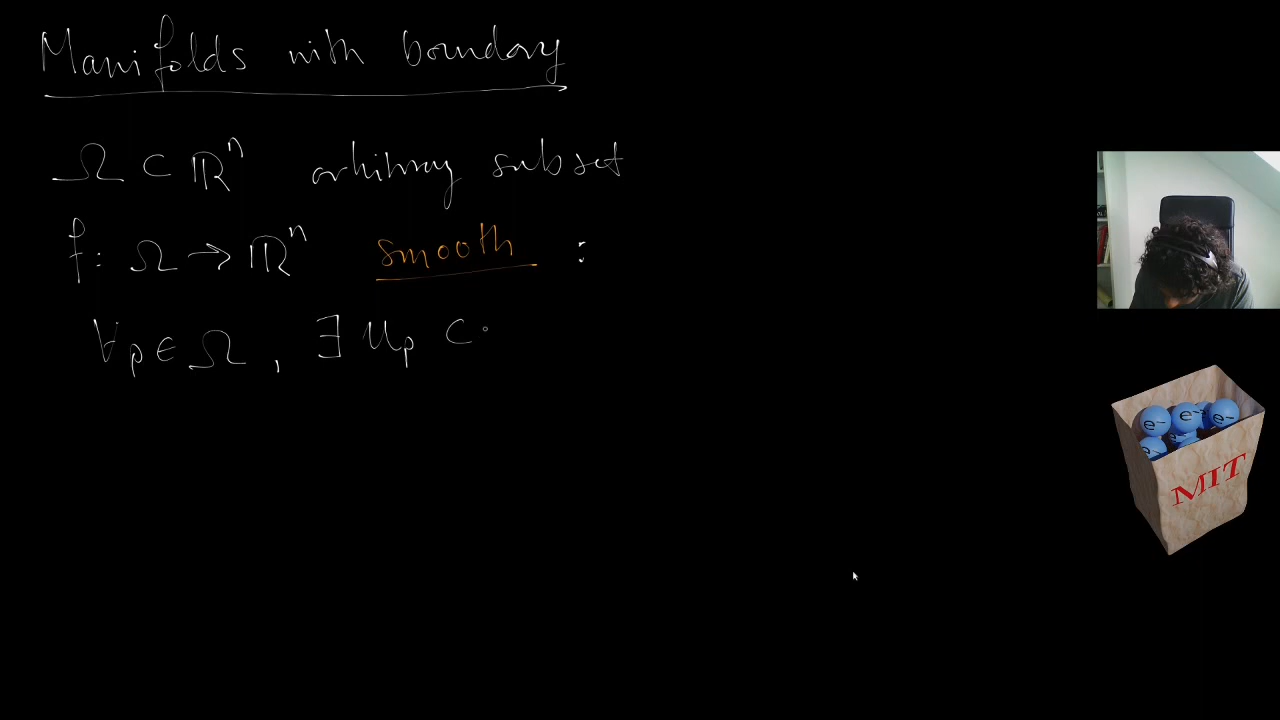 Manifolds with boundary
Ω ⊂ ℝⁿ arbitrary subset
f: Ω → ℝⁿ smooth :
∀p ∈ Ω, ∃ Up ⊂
e⁻ e⁻ e⁻
e⁻ e⁻
MIT